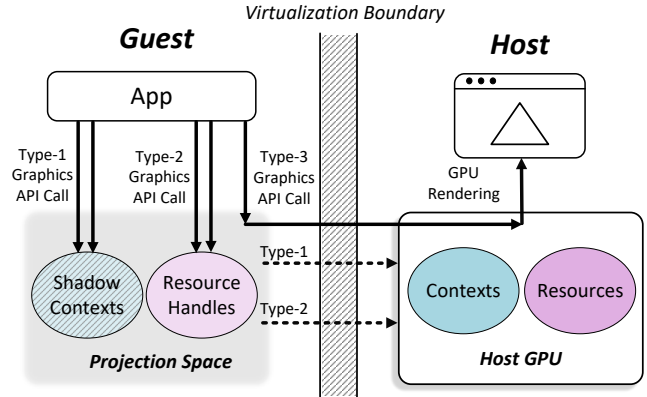 Virtualization Boundary
Guest
Host
App
Type-1
Graphics
API Call
Type-2
Graphics
API Call
Type-3
Graphics
API Call
GPU
Rendering
Type-1
Shadow
Contexts
Resource
Handles
Contexts
Resources
Type-2
Projection Space
Host GPU